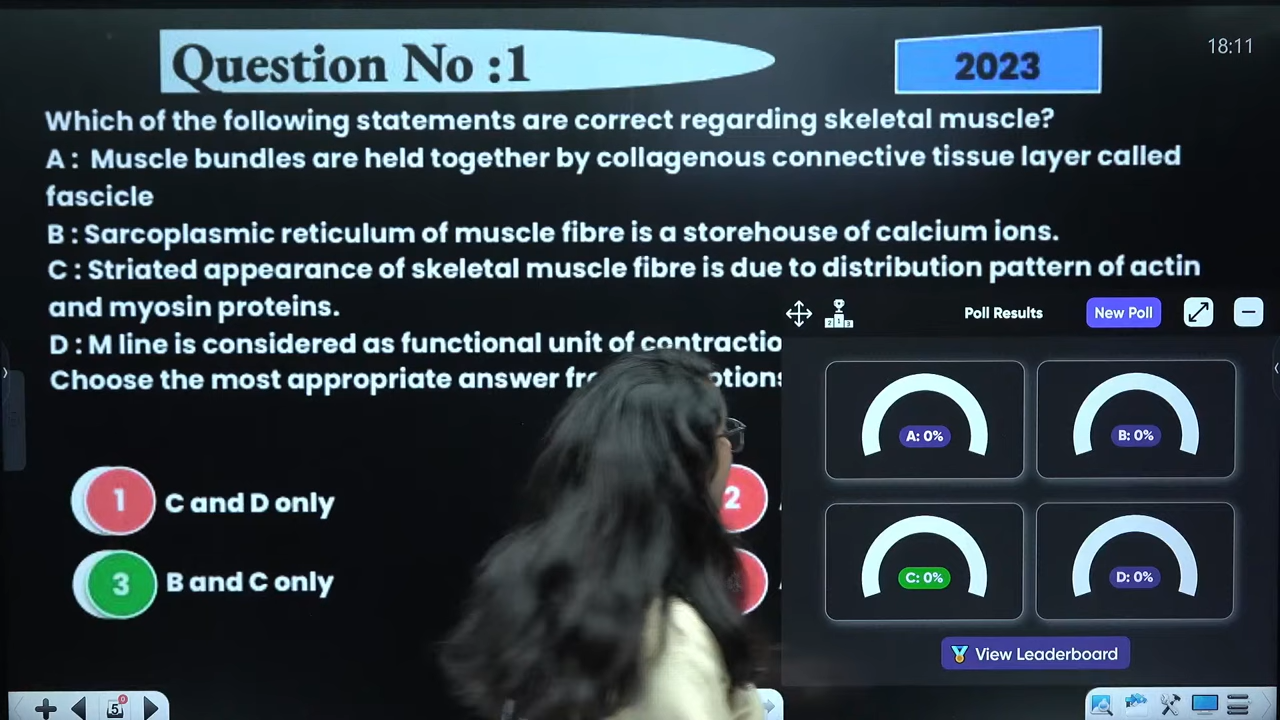 Question No :1
2023
18:11
Which of the following statements are correct regarding skeletal muscle?
A : Muscle bundles are held together by collagenous connective tissue layer called
fascicle
B : Sarcoplasmic reticulum of muscle fibre is a storehouse of calcium ions.
C : Striated appearance of skeletal muscle fibre is due to distribution pattern of actin
and myosin proteins.
D : M line is considered as functional unit of
Choose the most appropriate answer
Poll Results
New Poll
A: 0%
B: 0%
C: 0%
D: 0%
View Leaderboard
1 C and D only
2
3 B and C only
5